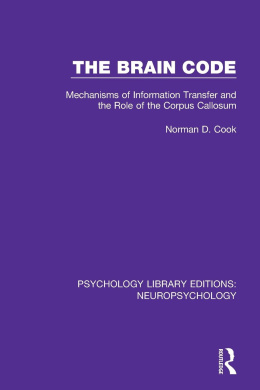 THE BRAIN CODE
Mechanisms of Information Transfer and
the Role of the Corpus Callosum
Norman D. Cook
PSYCHOLOGY LIBRARY EDITIONS:
NEUROPSYCHOLOGY
ROUTLEDGE